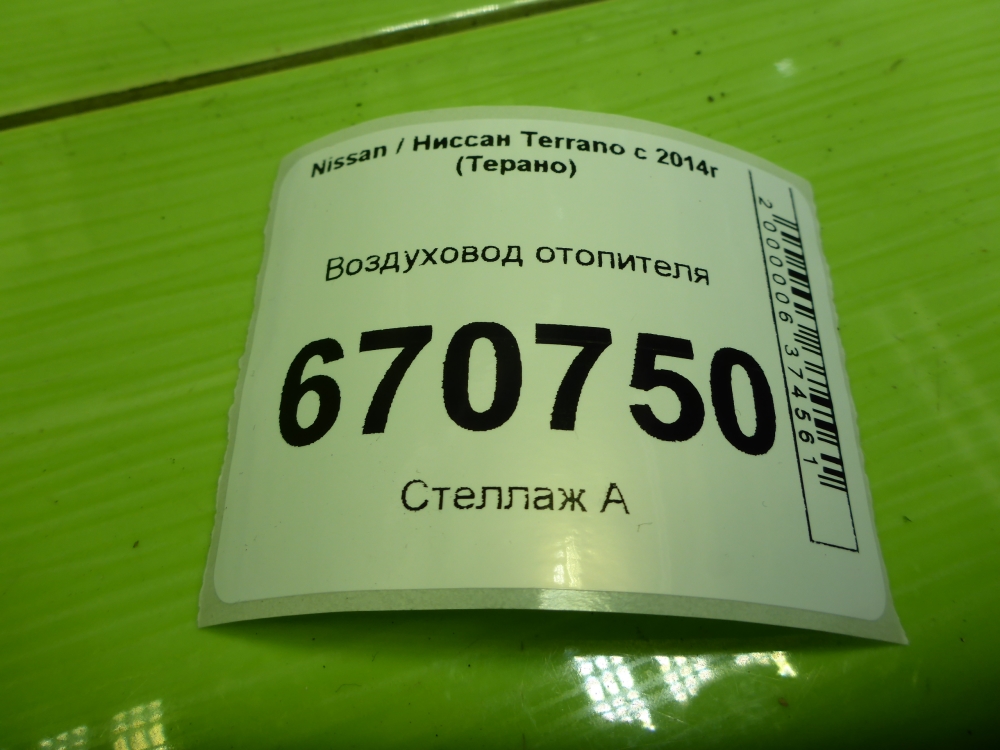 Nissan / Ниссан Terrano с 2014г
(Терано)
Воздуховод отопителя
670750
Стеллаж А
2000006374561